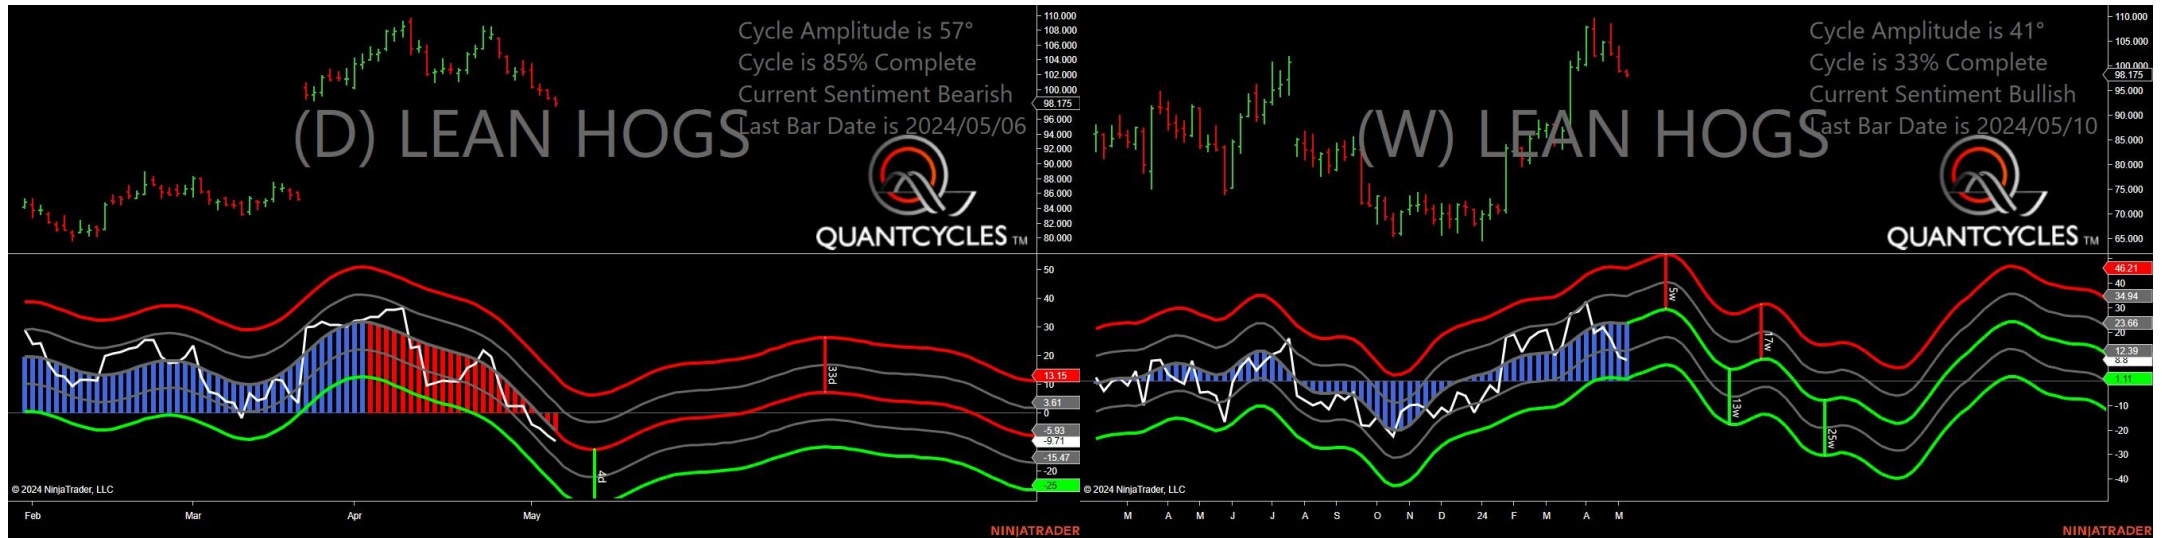 Cycle Amplitude is 57°
Cycle is 85% Complete
Current Sentiment Bearish
Last Bar Date is 2024/05/06
(D) LEAN HOGS
QUANTCYCLES TM
110.000
108.000
106.000
104.000
102.000
100.000
98.175
96.000
94.000
92.000
90.000
88.000
86.000
84.000
82.000
80.000
50
40
30
20
13.15
10
3.61
0
-5.93
-9.71
-15.47
-20
-25
33d
4d
© 2024 NinjaTrader, LLC
Feb
Mar
Apr
May
NINJATRADER
Cycle Amplitude is 41°
Cycle is 33% Complete
Current Sentiment Bullish
Last Bar Date is 2024/05/10
(W) LEAN HOGS
QUANTCYCLES TM
110.000
105.000
100.000
98.175
95.000
90.000
85.000
80.000
75.000
70.000
65.000
46.21
40
34.94
30
23.66
20
12.39
8.8
1.11
-10
-20
-30
-40
5w
17w
13w
25w
© 2024 NinjaTrader, LLC
M A M J J A S O N D 24 F M A M
NINJATRADER